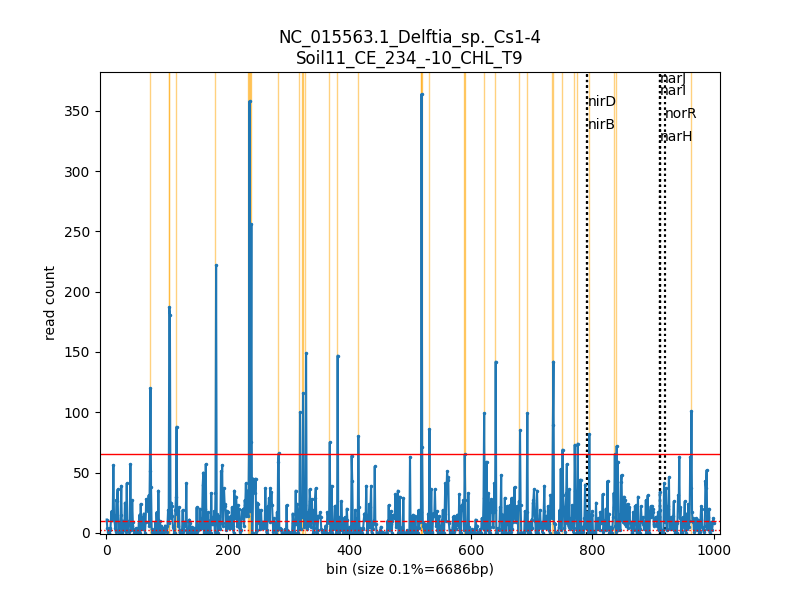 NC_015563.1_Delftia_sp._Cs1-4
Soil11_CE_234_-10_CHL_T9
narJ
narI
nirD
norR
nirB
narH
350
300
250
200
150
100
50
0
read count
0
200
400
600
800
1000
bin (size 0.1%=6686bp)